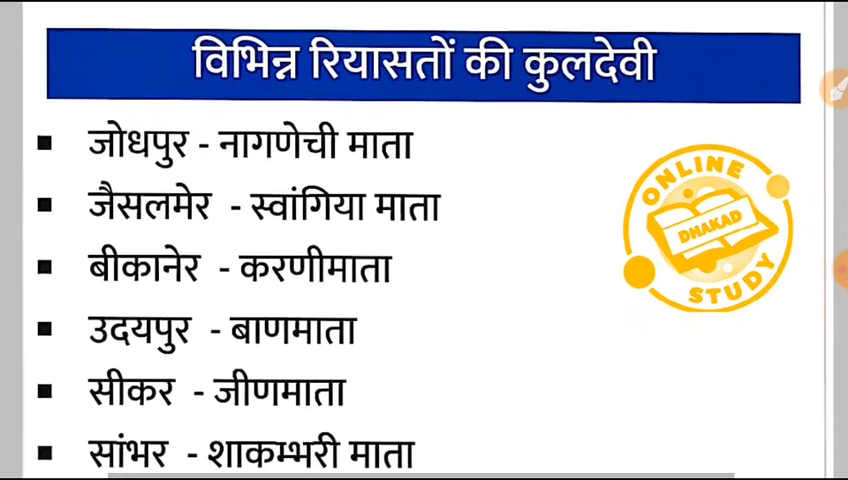 विभिन्न रियासतों की कुलदेवी
■ जोधपुर - नागणेची माता
■ जैसलमेर - स्वांगिया माता
■ बीकानेर - करणीमाता
■ उदयपुर - बाणमाता
■ सीकर - जीणमाता
■ सांभर - शाकम्भरी माता
ONLINE
DHAKAD
STUDY